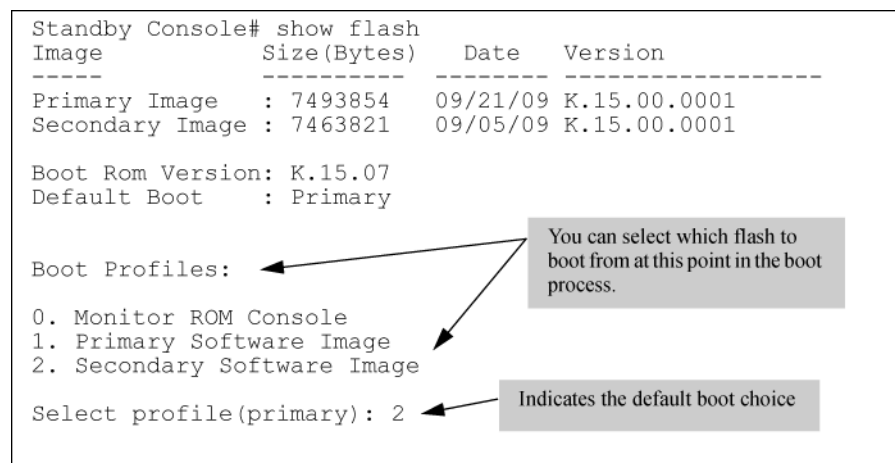 Standby Console# show flash
Image Size(Bytes) Date Version
----- ---------- -------- ------------------
Primary Image : 7493854 09/21/09 K.15.00.0001
Secondary Image : 7463821 09/05/09 K.15.00.0001
Boot Rom Version: K.15.07
Default Boot : Primary
You can select which flash to
boot from at this point in the boot
process.
Boot Profiles:
0. Monitor ROM Console
1. Primary Software Image
2. Secondary Software Image
Indicates the default boot choice
Select profile(primary): 2